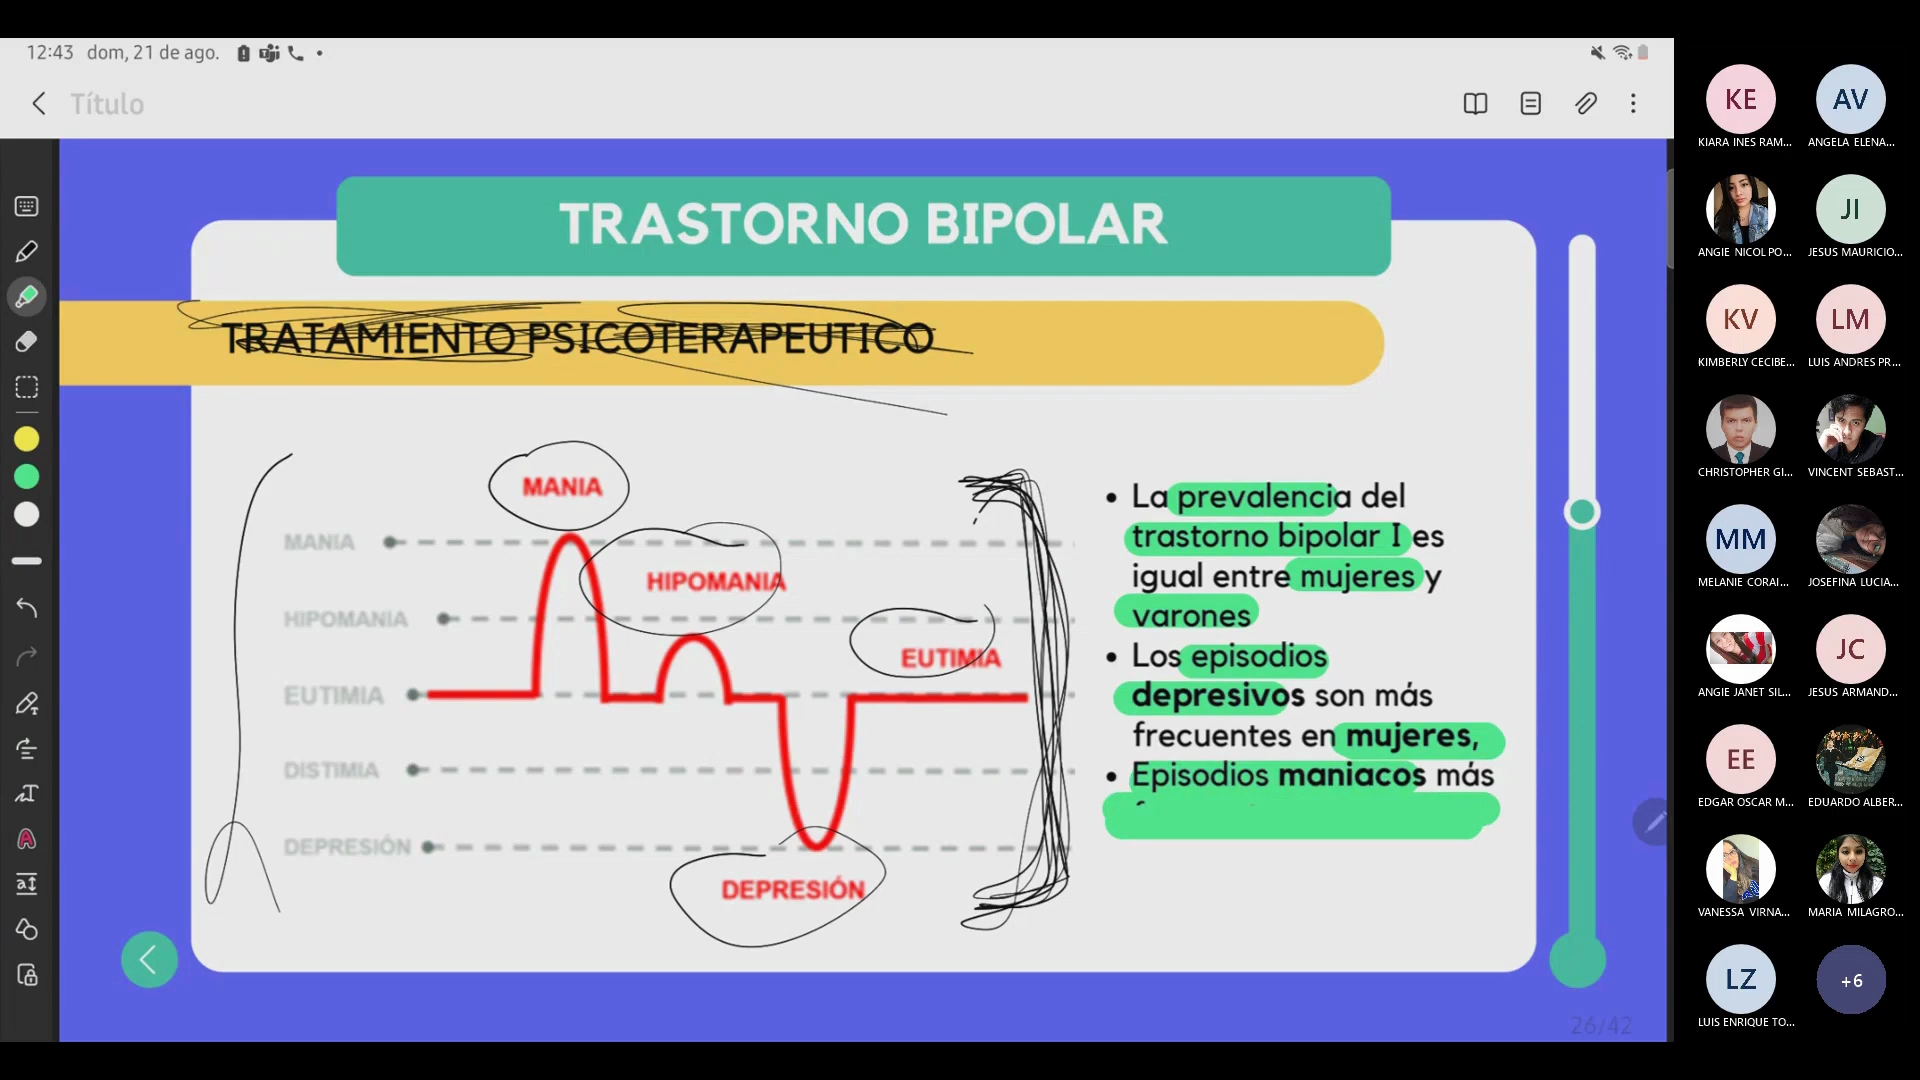 12:43 dom, 21 de ago.
Título
TRASTORNO BIPOLAR
TRATAMIENTO PSICOTERAPEUTICO
MANIA
MANIA
HIPOMANIA
HIPOMANIA
EUTIMIA
EUTIMIA
DISTIMIA
DEPRESIÓN
DEPRESIÓN
• La prevalencia del
trastorno bipolar I es
igual entre mujeres y
varones
• Los episodios
depresivos son más
frecuentes en mujeres,
• Episodios maniacos más
26/42
KE
KIARA INES RAM...
AV
ANGELA ELENA...
ANGIE NICOL PO...
JI
JESUS MAURICIO...
KV
KIMBERLY CECIBE...
LM
LUIS ANDRES PR...
CHRISTOPHER GI...
VINCENT SEBAST...
MM
MELANIE CORAI...
JOSEFINA LUCIA...
ANGIE JANET SIL...
JC
JESUS ARMAND...
EE
EDGAR OSCAR M...
EDUARDO ALBER...
VANESSA VIRNA...
MARIA MILAGRO...
LZ
LUIS ENRIQUE TO...
+6